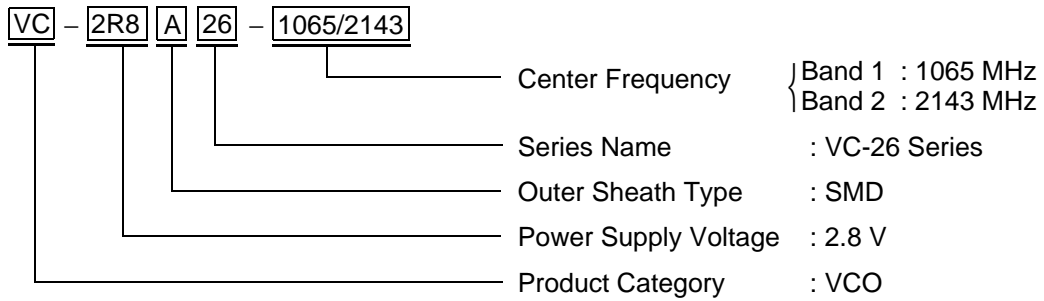 VC – 2R8 A 26 – 1065/2143
Center Frequency Band 1 : 1065 MHz
Band 2 : 2143 MHz
Series Name : VC-26 Series
Outer Sheath Type : SMD
Power Supply Voltage : 2.8 V
Product Category : VCO